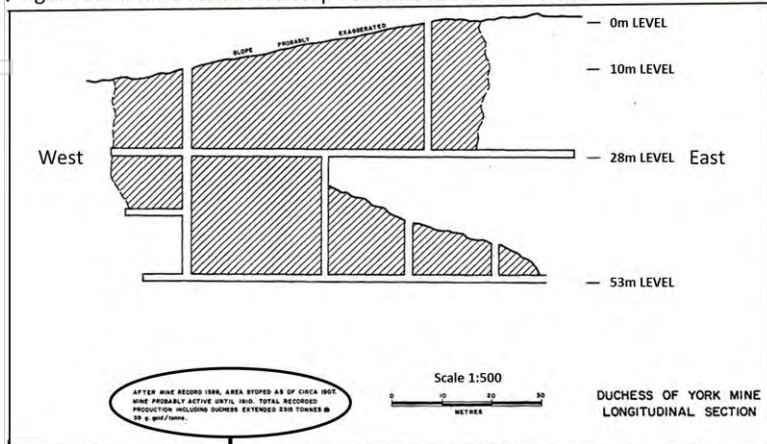 SLOPE PROBABLY EXAGGERATED
0m LEVEL
10m LEVEL
West
28m LEVEL East
53m LEVEL
AFTER MINE RECORD 1388, AREA STOPED AS OF CIRCA 1907.
MINE PROBABLY ACTIVE UNTIL 1910. TOTAL RECORDED
PRODUCTION INCLUDING DUCHESS EXTENDED 2315 TONNES @
39 g. gold/tonne.
Scale 1:500
0 10 20 30
METRES
DUCHESS OF YORK MINE
LONGITUDINAL SECTION